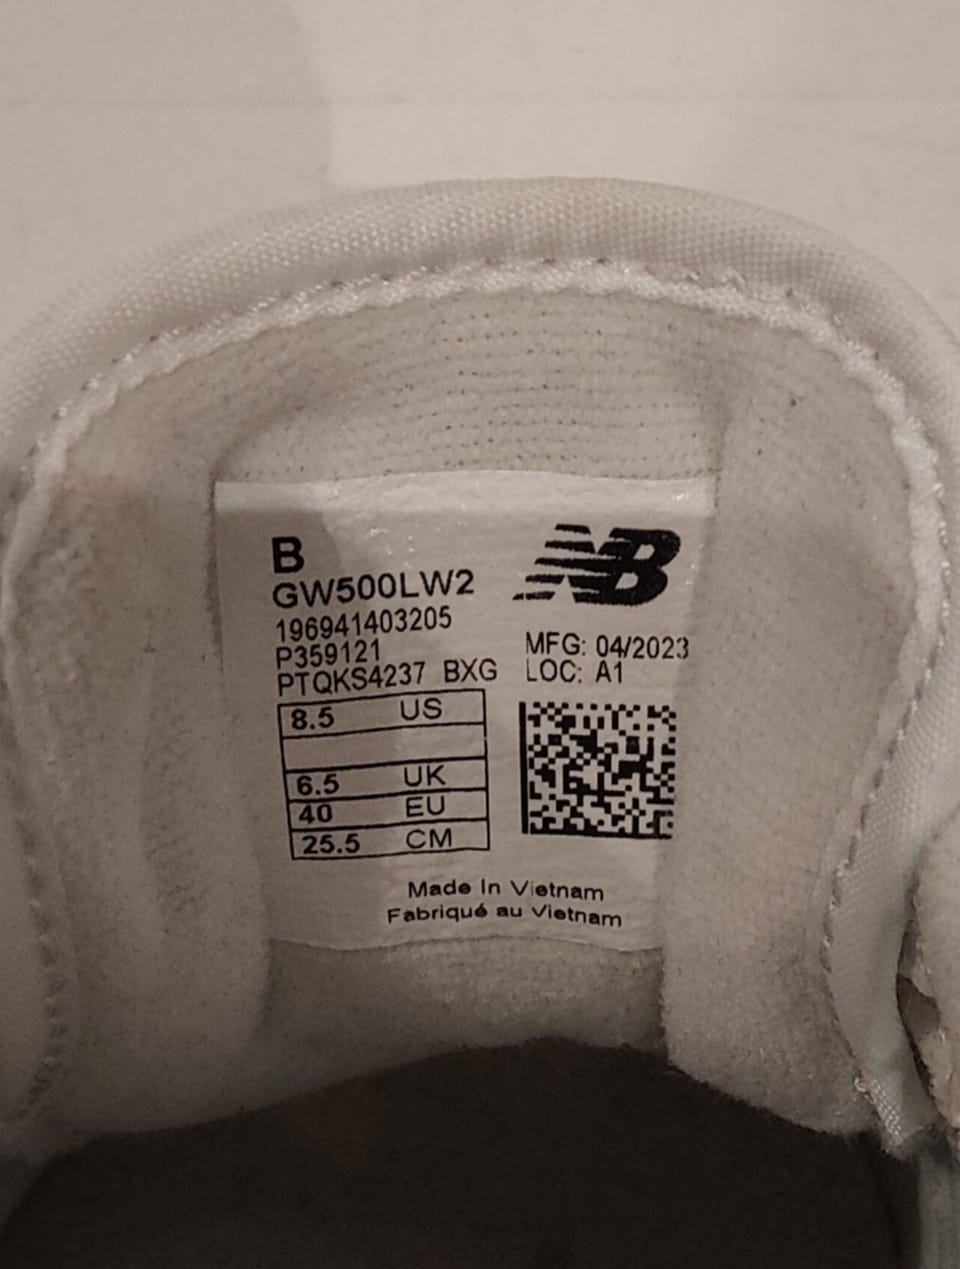 B
GW500LW2
196941403205
P359121
PTQKS4237 BXG
NB
MFG: 04/2023
LOC: A1
8.5 US
6.5 UK
40 EU
25.5 CM
Made In Vietnam
Fabriqué au Vietnam